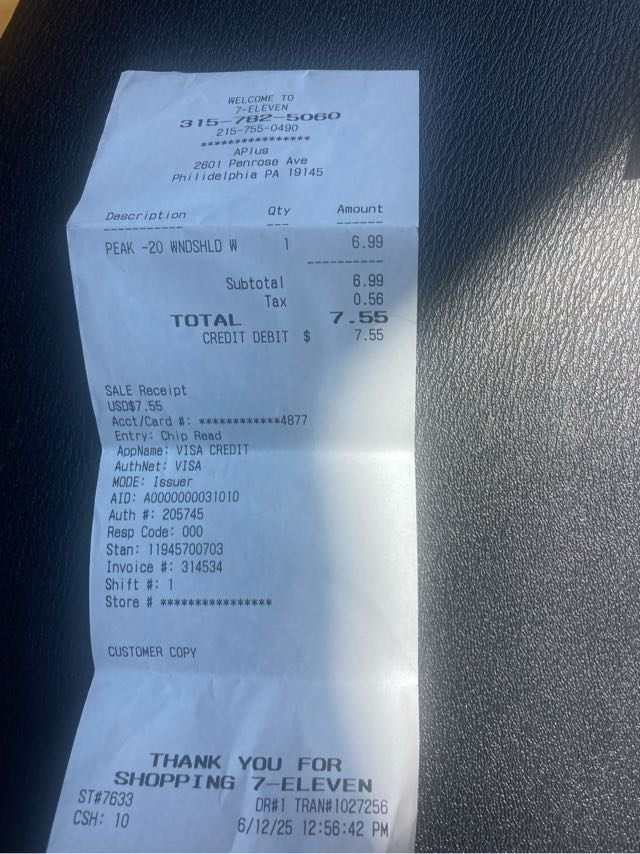 WELCOME TO
7-ELEVEN
315-782-5060
215-755-0490
****************
APlus
2601 Penrose Ave
Philidelphia PA 19145
Description Qty Amount
----------- --- ------
PEAK -20 WNDSHLD W 1 6.99
----------
Subtotal 6.99
Tax 0.56
TOTAL 7.55
CREDIT DEBIT $ 7.55
SALE Receipt
USD$7.55
Acct/Card #: ************4877
Entry: Chip Read
AppName: VISA CREDIT
AuthNet: VISA
MODE: Issuer
AID: A0000000031010
Auth #: 205745
Resp Code: 000
Stan: 11945700703
Invoice #: 314534
Shift #: 1
Store # ****************
CUSTOMER COPY
THANK YOU FOR
SHOPPING 7-ELEVEN
ST#7633 DR#1 TRAN#1027256
CSH: 10 6/12/25 12:56:42 PM